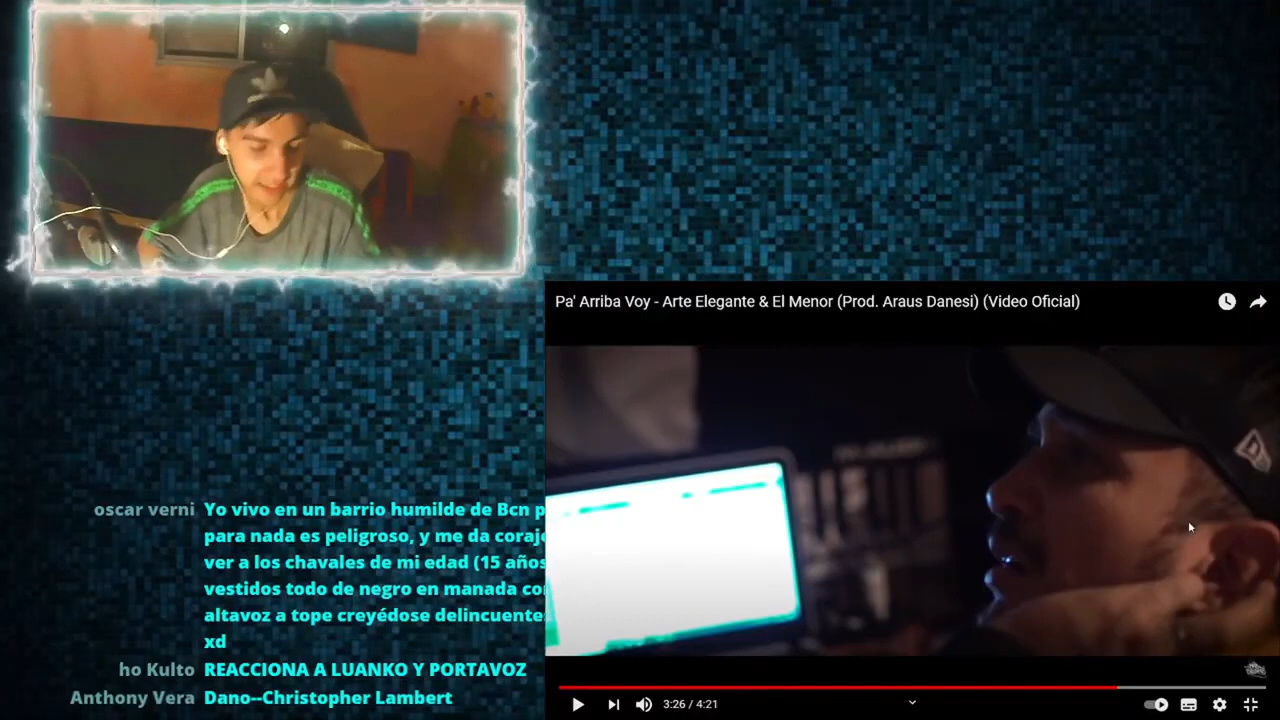 Pa' Arriba Voy - Arte Elegante & El Menor (Prod. Araus Danesi) (Video Oficial)
oscar verni Yo vivo en un barrio humilde de Bcn p
para nada es peligroso, y me da coraje
ver a los chavales de mi edad (15 años
vestidos todo de negro en manada co
altavoz a tope creyédose delincuente
xd
ho Kulto REACCIONA A LUANKO Y PORTAVOZ
Anthony Vera Dano--Christopher Lambert
3:26 / 4:21